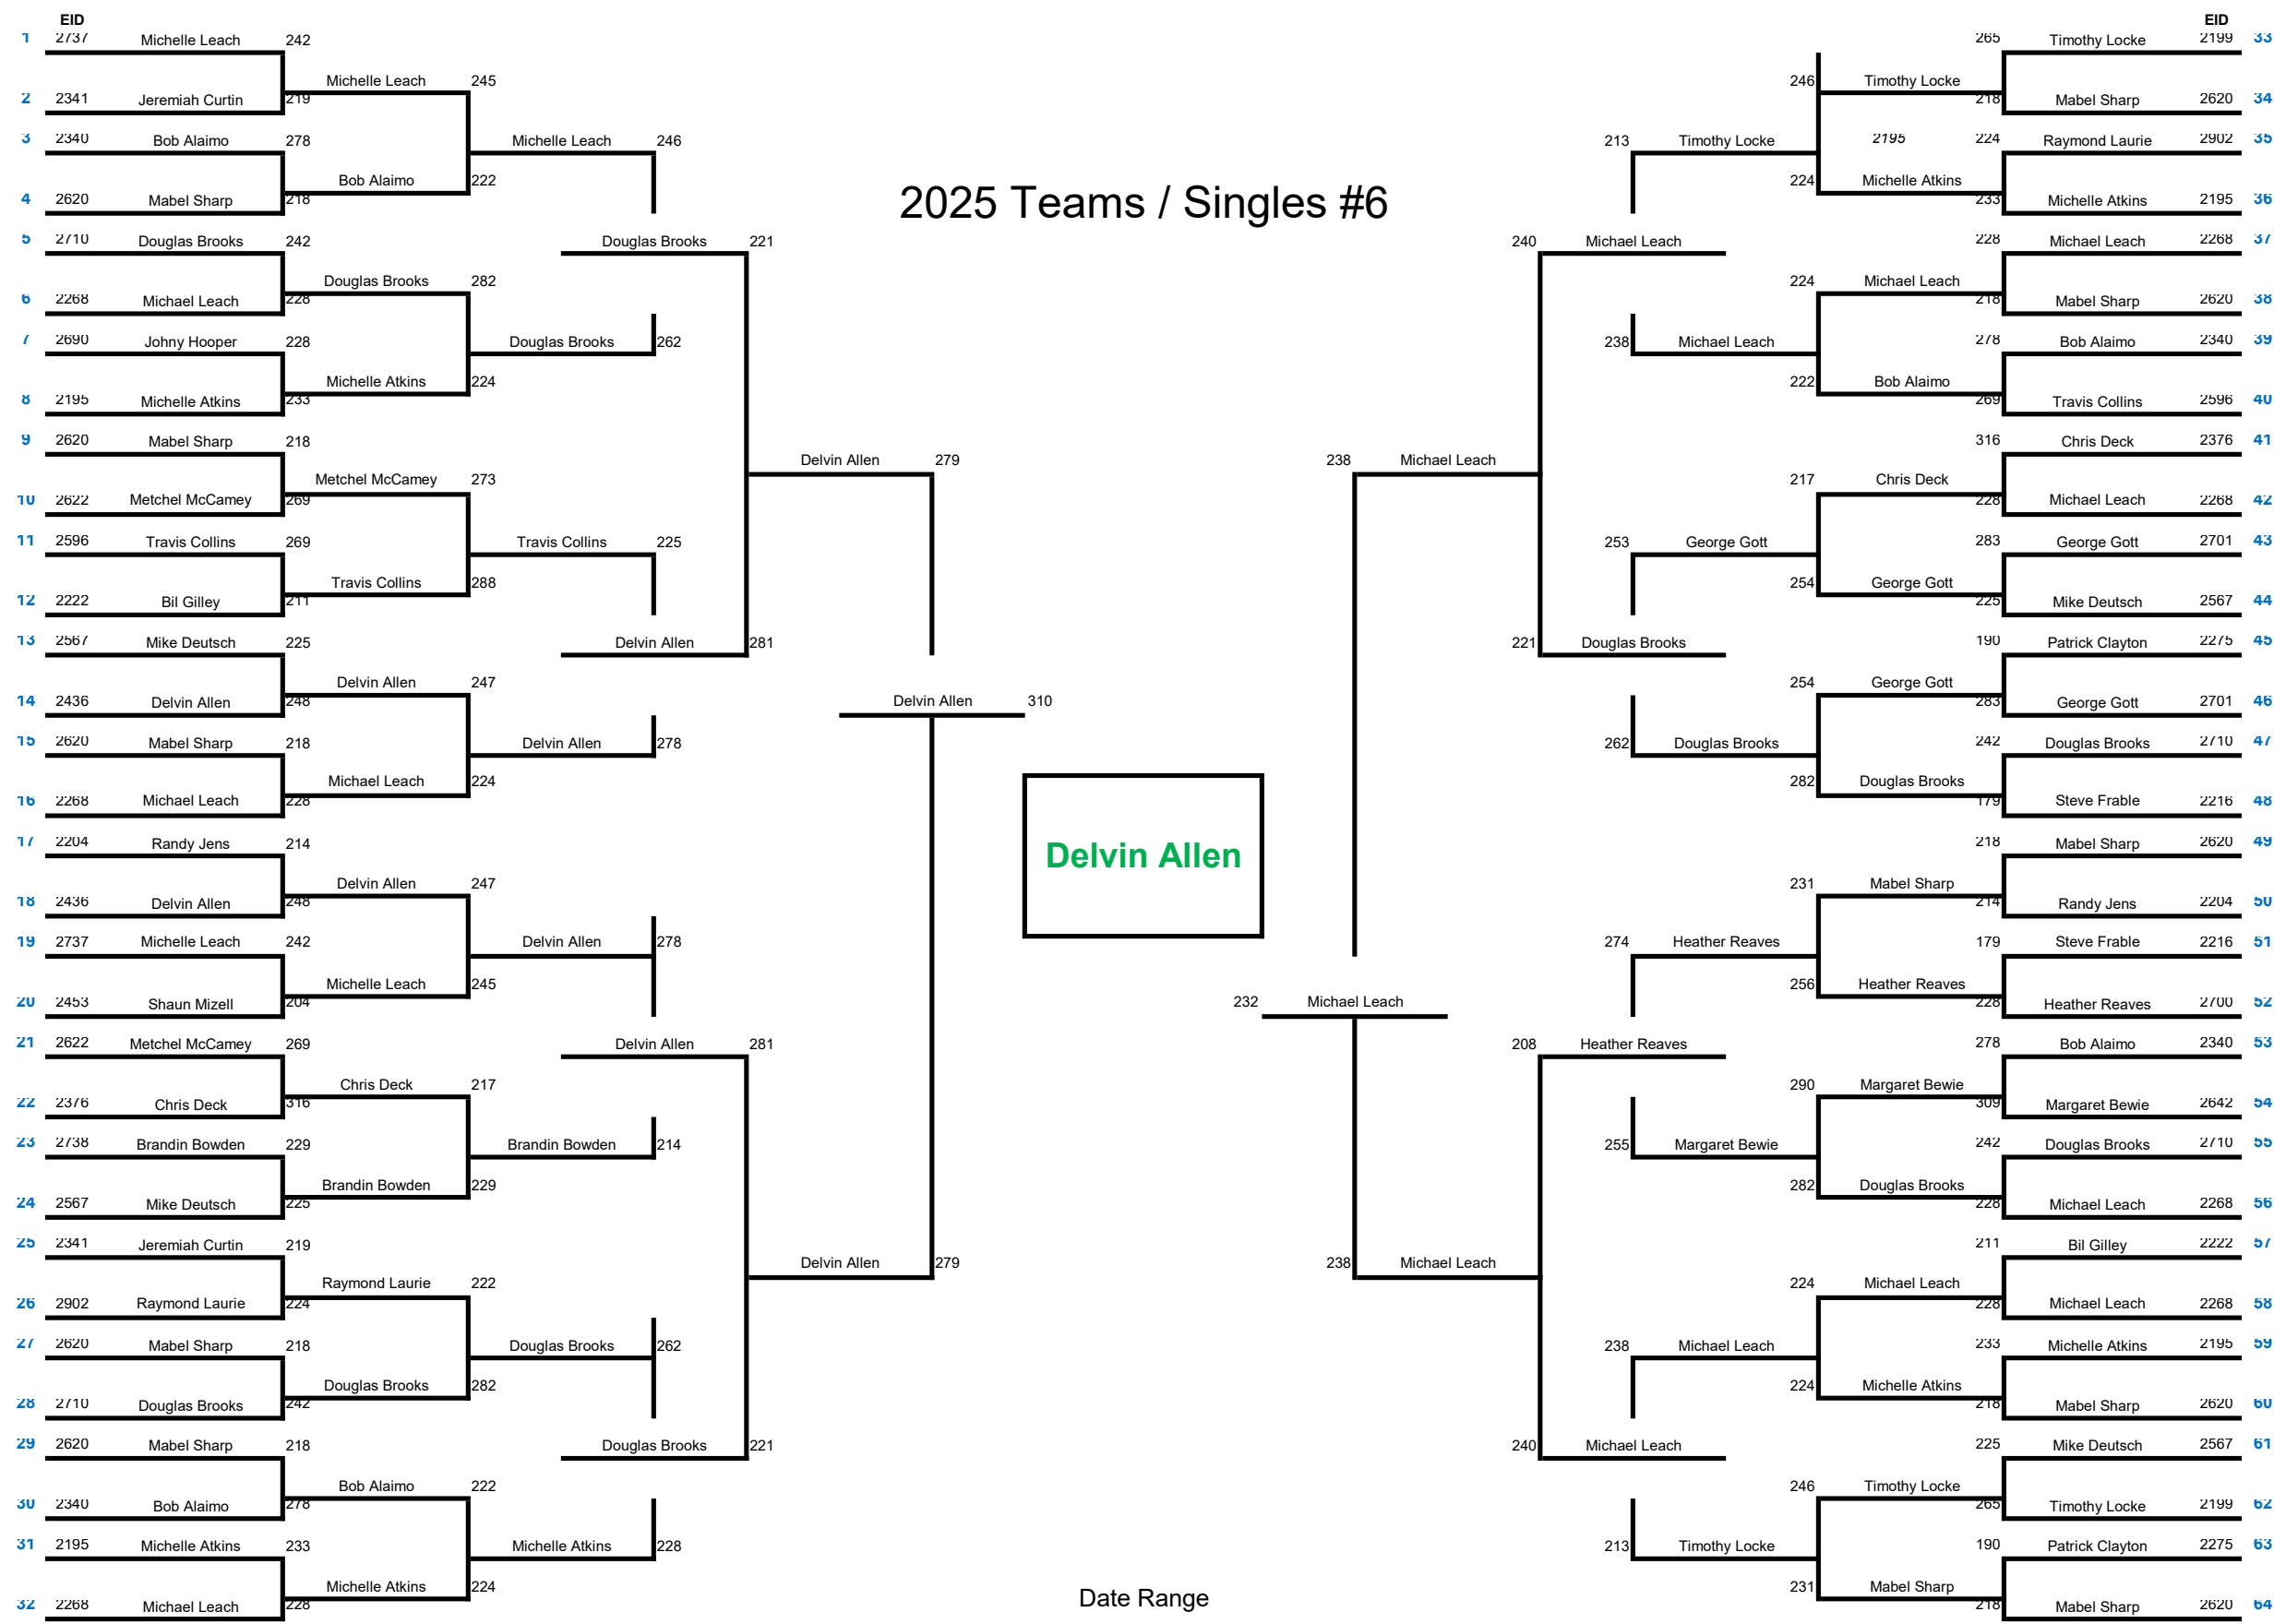 EID
EID
1 2737 Michelle Leach 242
265 Timothy Locke 2199 33
Michelle Leach 245
246 Timothy Locke
2 2341 Jeremiah Curtin 219
218 Mabel Sharp 2620 34
3 2340 Bob Alaimo 278
Michelle Leach 246
213 Timothy Locke
2195
224 Raymond Laurie 2902 35
Bob Alaimo 222
224 Michelle Atkins
4 2620 Mabel Sharp 218
2025 Teams / Singles #6
233 Michelle Atkins 2195 36
5 2710 Douglas Brooks 242
Douglas Brooks 221
240 Michael Leach
228 Michael Leach 2268 37
Douglas Brooks 282
224 Michael Leach
6 2268 Michael Leach 228
218 Mabel Sharp 2620 38
7 2690 Johny Hooper 228
Douglas Brooks 262
238 Michael Leach
278 Bob Alaimo 2340 39
Michelle Atkins 224
222 Bob Alaimo
8 2195 Michelle Atkins 233
269 Travis Collins 2596 40
9 2620 Mabel Sharp 218
316 Chris Deck 2376 41
Delvin Allen 279
238 Michael Leach
Metchel McCamey 273
217 Chris Deck
10 2622 Metchel McCamey 269
228 Michael Leach 2268 42
11 2596 Travis Collins 269
Travis Collins 225
253 George Gott
283 George Gott 2701 43
Travis Collins 288
254 George Gott
12 2222 Bil Gilley 211
225 Mike Deutsch 2567 44
13 2567 Mike Deutsch 225
Delvin Allen 281
221 Douglas Brooks
190 Patrick Clayton 2275 45
Delvin Allen 247
254 George Gott
14 2436 Delvin Allen 248
Delvin Allen 310
283 George Gott 2701 46
15 2620 Mabel Sharp 218
Delvin Allen 278
262 Douglas Brooks
242 Douglas Brooks 2710 47
Michael Leach 224
282 Douglas Brooks
16 2268 Michael Leach 228
179 Steve Frable 2216 48
17 2204 Randy Jens 214
Delvin Allen
218 Mabel Sharp 2620 49
Delvin Allen 247
231 Mabel Sharp
18 2436 Delvin Allen 248
214 Randy Jens 2204 50
19 2737 Michelle Leach 242
Delvin Allen 278
274 Heather Reaves
179 Steve Frable 2216 51
Michelle Leach 245
256 Heather Reaves
20 2453 Shaun Mizell 204
232 Michael Leach
228 Heather Reaves 2700 52
21 2622 Metchel McCamey 269
Delvin Allen 281
208 Heather Reaves
278 Bob Alaimo 2340 53
Chris Deck 217
290 Margaret Bewie
22 2376 Chris Deck 316
309 Margaret Bewie 2642 54
23 2738 Brandin Bowden 229
Brandin Bowden 214
255 Margaret Bewie
242 Douglas Brooks 2710 55
Brandin Bowden 229
282 Douglas Brooks
24 2567 Mike Deutsch 225
228 Michael Leach 2268 56
25 2341 Jeremiah Curtin 219
211 Bil Gilley 2222 57
Delvin Allen 279
238 Michael Leach
Raymond Laurie 222
224 Michael Leach
26 2902 Raymond Laurie 224
228 Michael Leach 2268 58
27 2620 Mabel Sharp 218
Douglas Brooks 262
238 Michael Leach
233 Michelle Atkins 2195 59
Douglas Brooks 282
224 Michelle Atkins
28 2710 Douglas Brooks 242
218 Mabel Sharp 2620 60
29 2620 Mabel Sharp 218
Douglas Brooks 221
240 Michael Leach
225 Mike Deutsch 2567 61
Bob Alaimo 222
246 Timothy Locke
30 2340 Bob Alaimo 278
265 Timothy Locke 2199 62
31 2195 Michelle Atkins 233
Michelle Atkins 228
213 Timothy Locke
190 Patrick Clayton 2275 63
Michelle Atkins 224
231 Mabel Sharp
32 2268 Michael Leach 228
Date Range
218 Mabel Sharp 2620 64